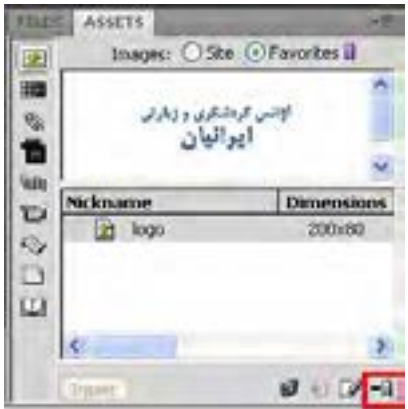 FILES ASSETS
Images: Site Favorites
آژانس گردشگری و زیارتی
ایرانیان
Nickname Dimensions
logo 200x80
Insert